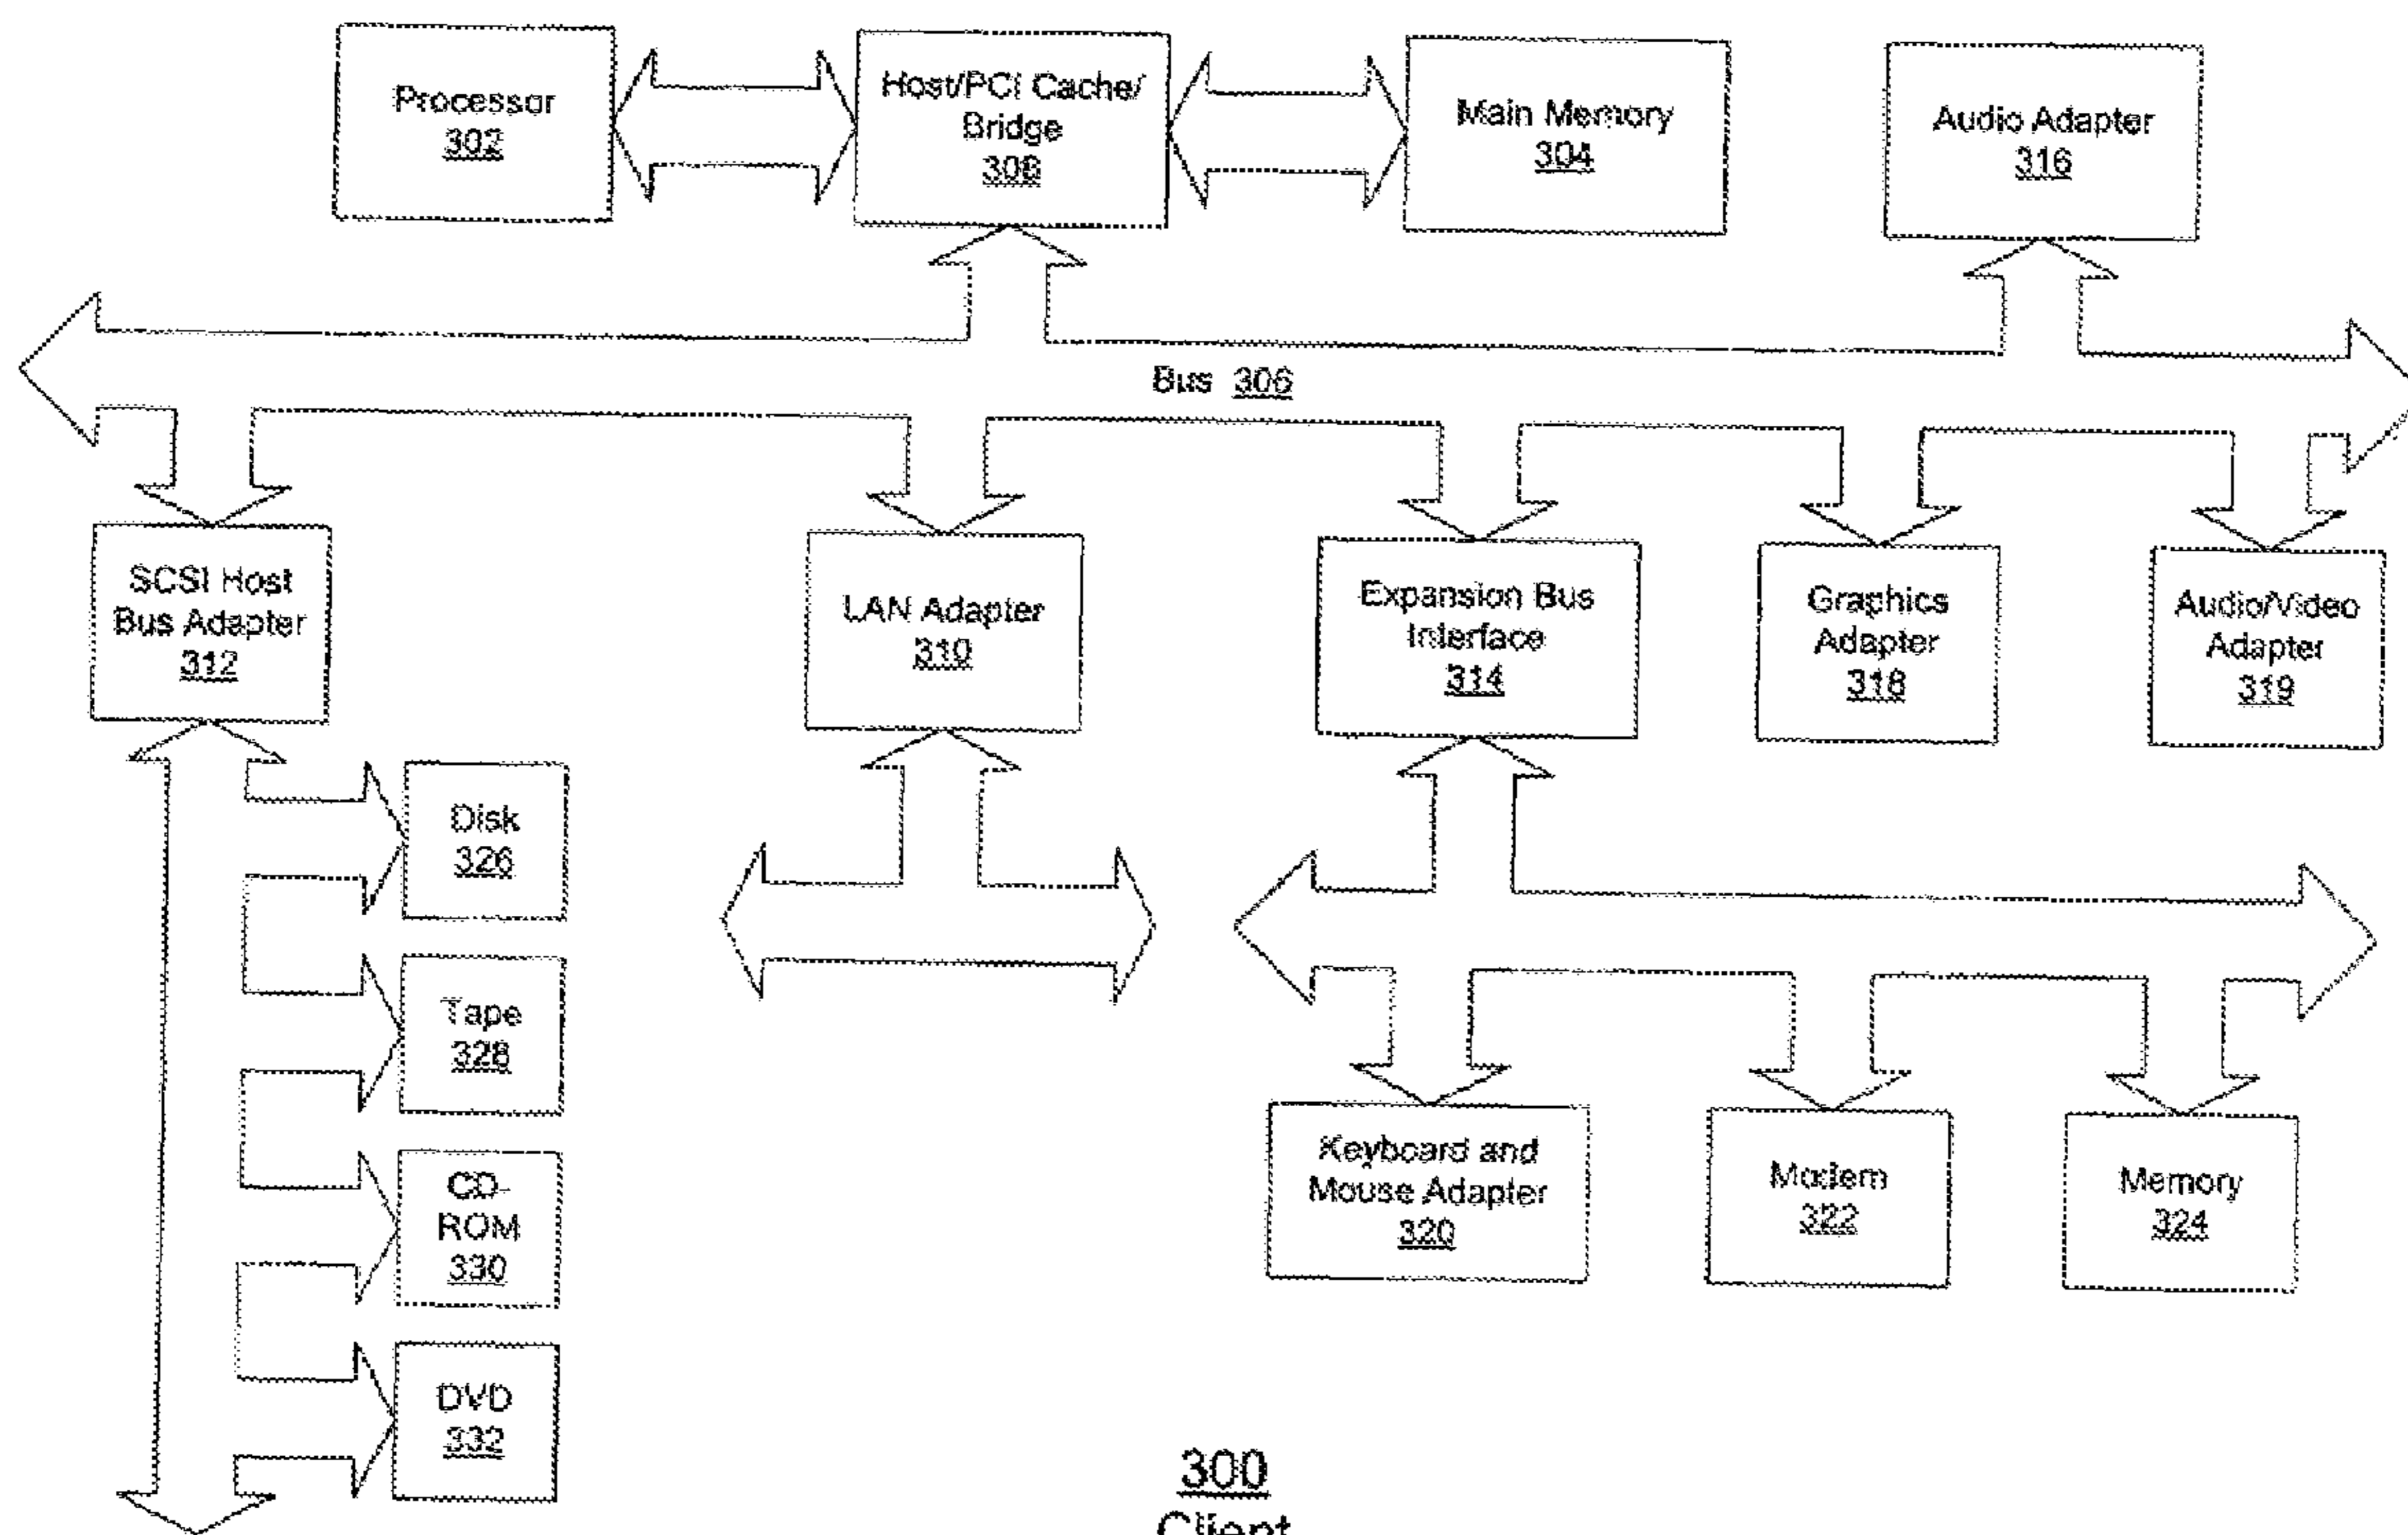 Processor
302
Host/PCI Cache/
Bridge
308
Main Memory
304
Audio Adapter
316
Bus 306
SCSI Host
Bus Adapter
312
LAN Adapter
310
Expansion Bus
Interface
314
Graphics
Adapter
318
Audio/Video
Adapter
319
Disk
326
Tape
328
CD-
ROM
330
DVD
332
Keyboard and
Mouse Adapter
320
Modem
322
Memory
324
300
Client